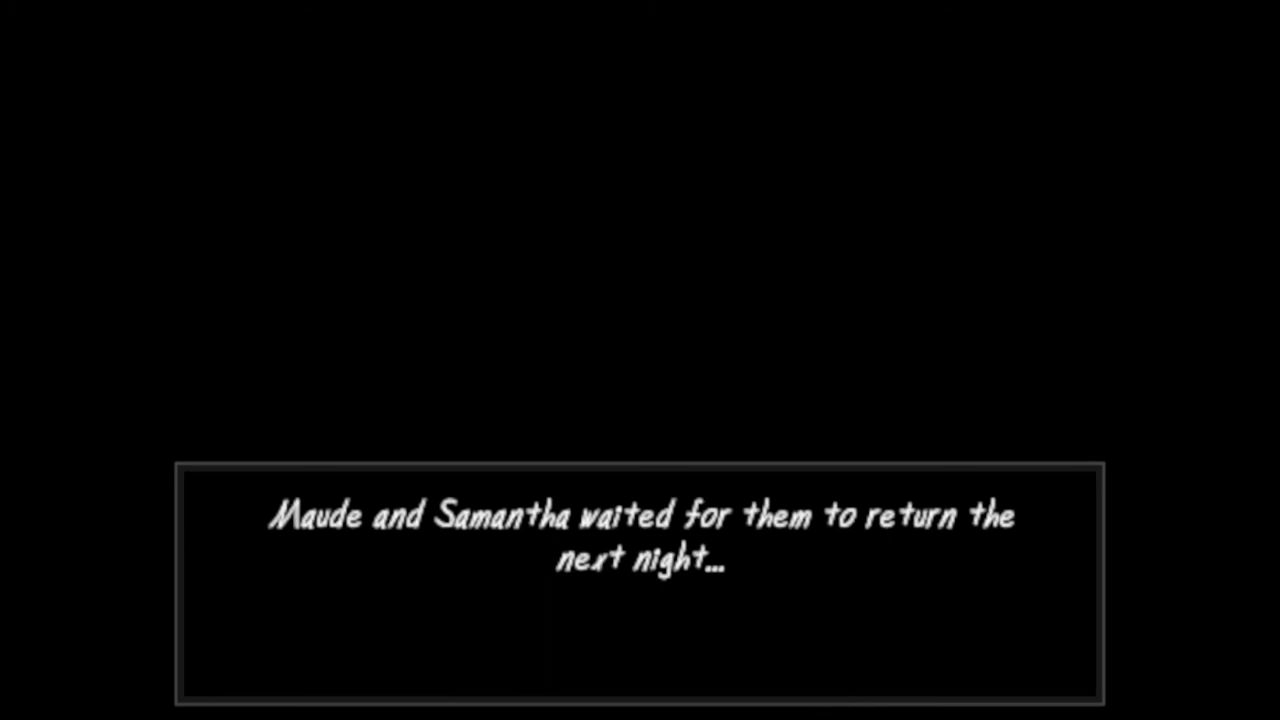 Maude and Samantha waited for them to return the
next night...